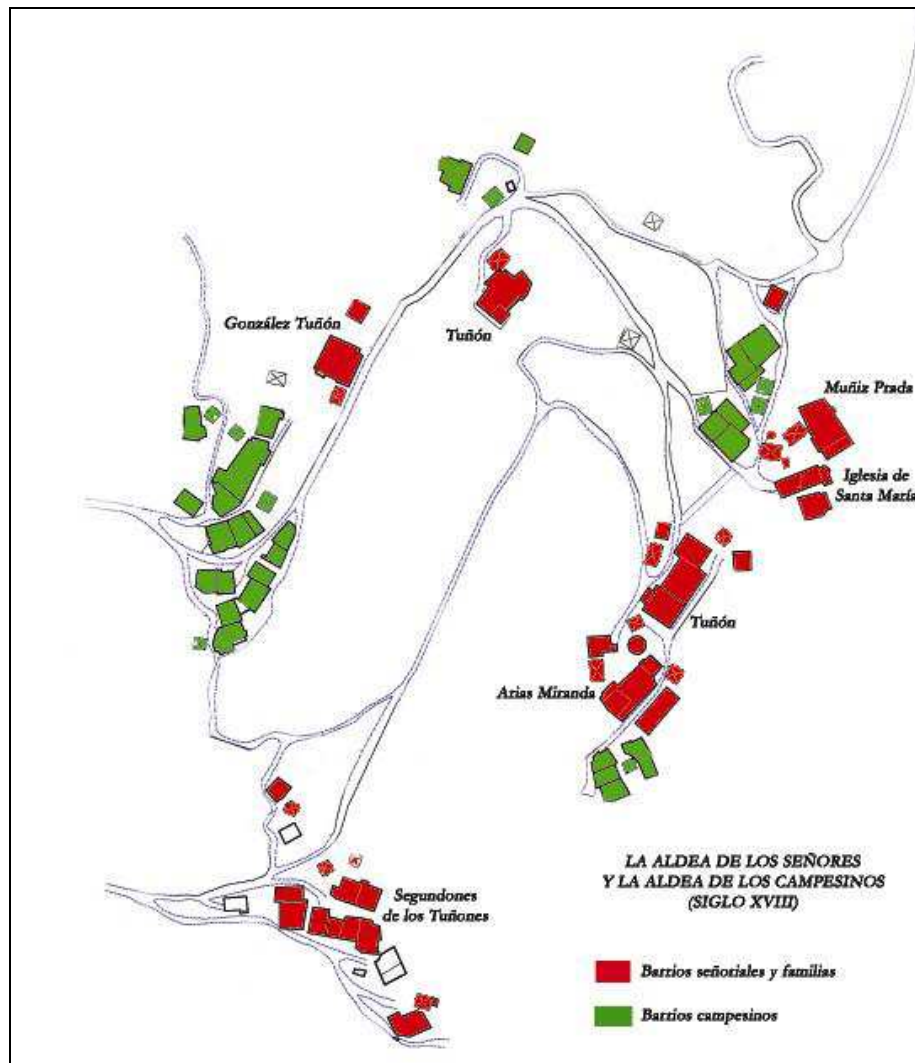 González Tuñón
Tuñón
Muñiz Prada
Iglesia de
Santa María
Tuñón
Arias Miranda
Segundones
de los Tuñones
LA ALDEA DE LOS SEÑORES
Y LA ALDEA DE LOS CAMPESINOS
(SIGLO XVIII)
Barrios señoriales y familias
Barrios campesinos